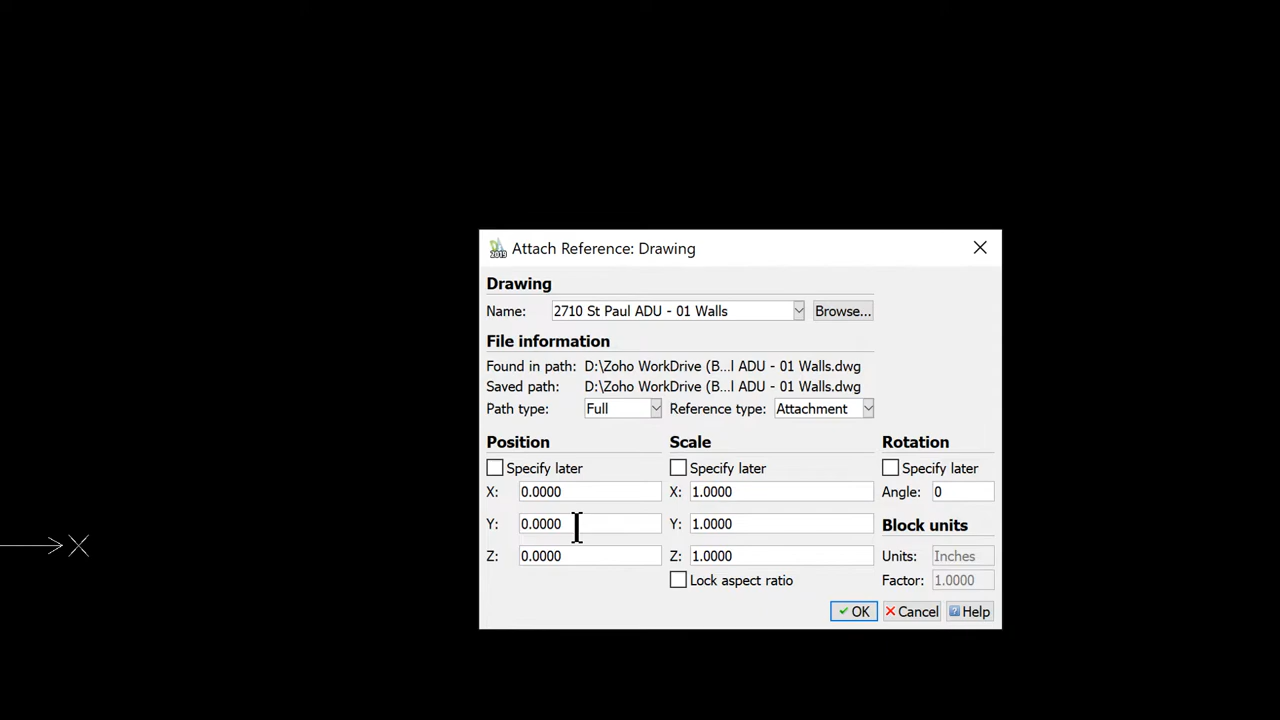 2019 Attach Reference: Drawing
Drawing
Name: 2710 St Paul ADU - 01 Walls Browse...
File information
Found in path: D:\Zoho WorkDrive (B...l ADU - 01 Walls.dwg
Saved path: D:\Zoho WorkDrive (B...l ADU - 01 Walls.dwg
Path type: Full Reference type: Attachment
Position Scale Rotation
Specify later Specify later Specify later
X: 0.0000 X: 1.0000 Angle: 0
Y: 0.0000 Y: 1.0000 Block units
Z: 0.0000 Z: 1.0000 Units: Inches
Lock aspect ratio Factor: 1.0000
OK Cancel Help
X